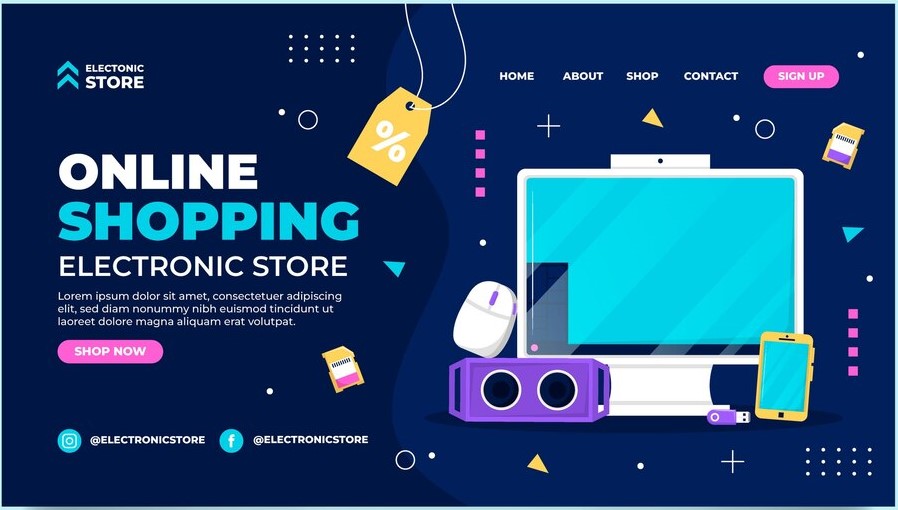 ELECTONIC
STORE
HOME ABOUT SHOP CONTACT SIGN UP
%
ONLINE
SHOPPING
ELECTRONIC STORE
Lorem ipsum dolor sit amet, consectetuer adipiscing
elit, sed diam nonummy nibh euismod tincidunt ut
laoreet dolore magna aliquam erat volutpat.
SHOP NOW
@ELECTRONICSTORE f @ELECTRONICSTORE